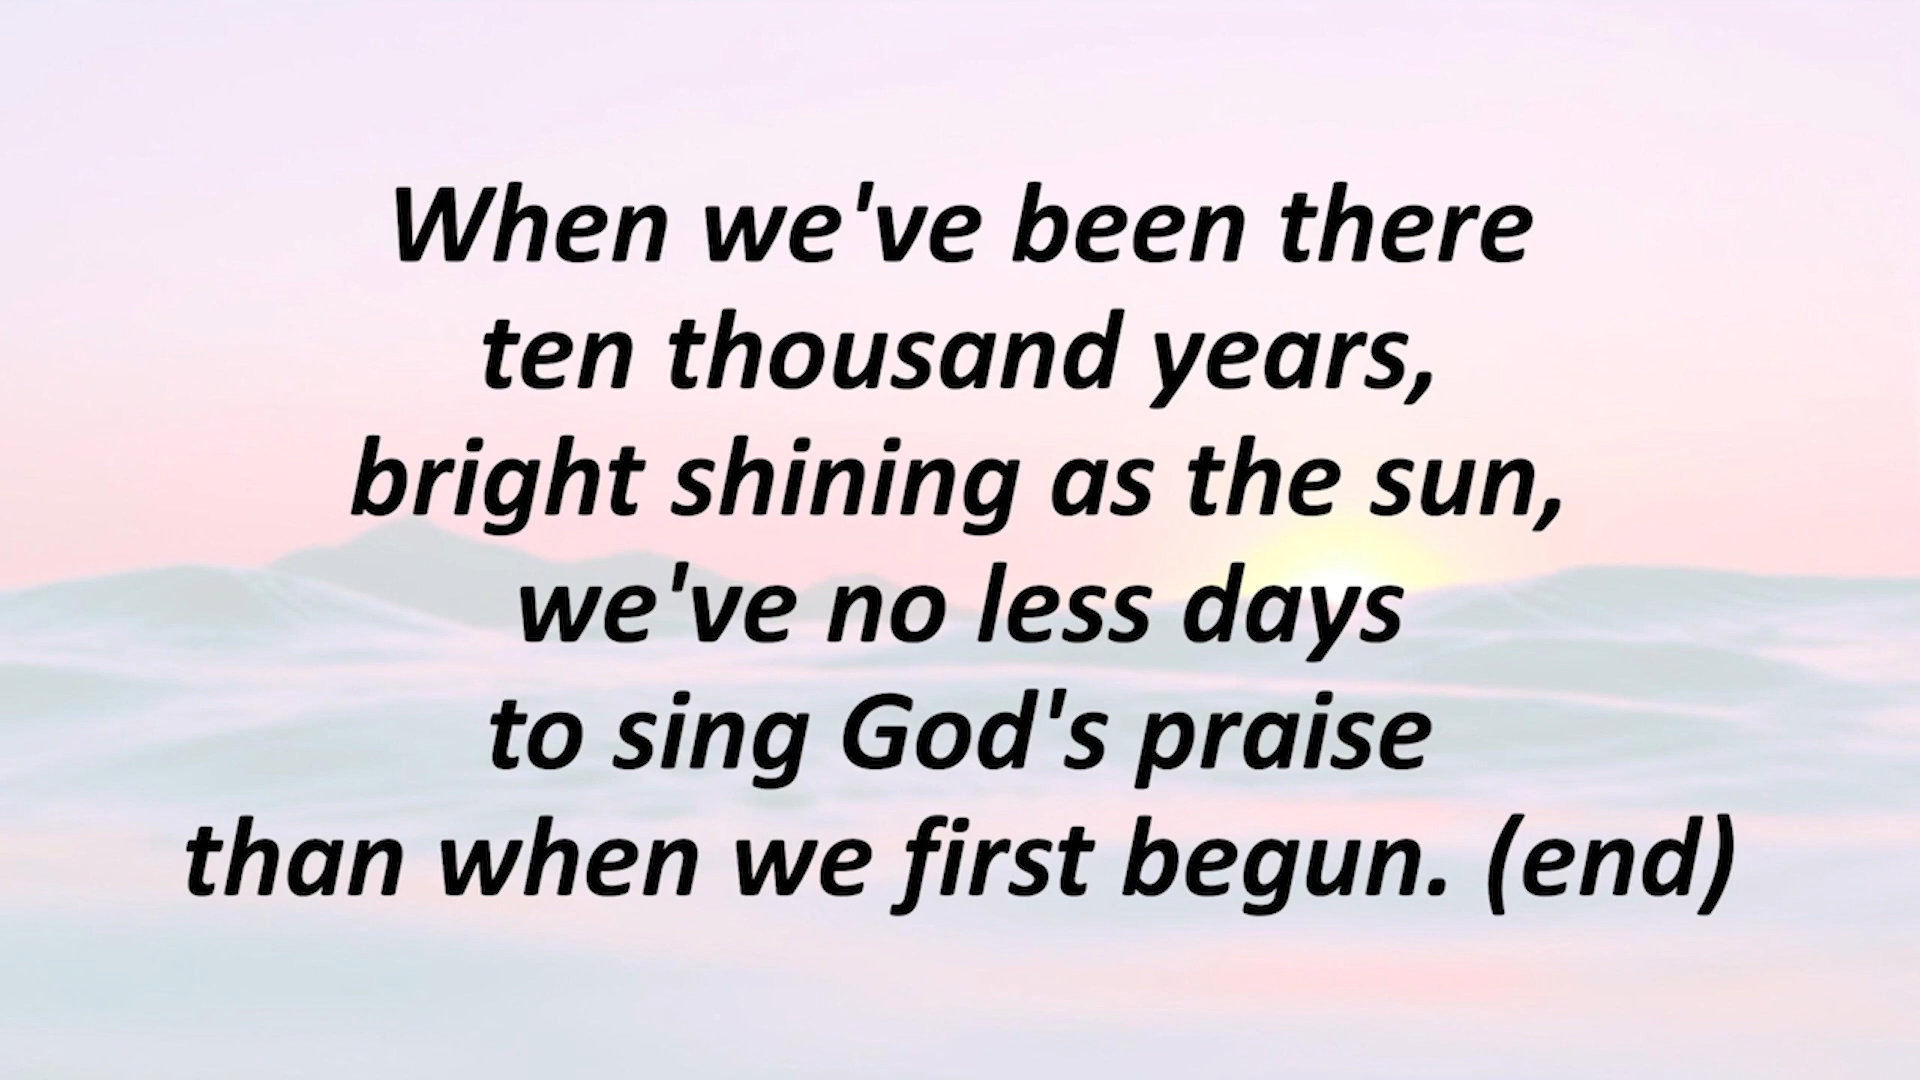 When we've been there
ten thousand years,
bright shining as the sun,
we've no less days
to sing God's praise
than when we first begun. (end)